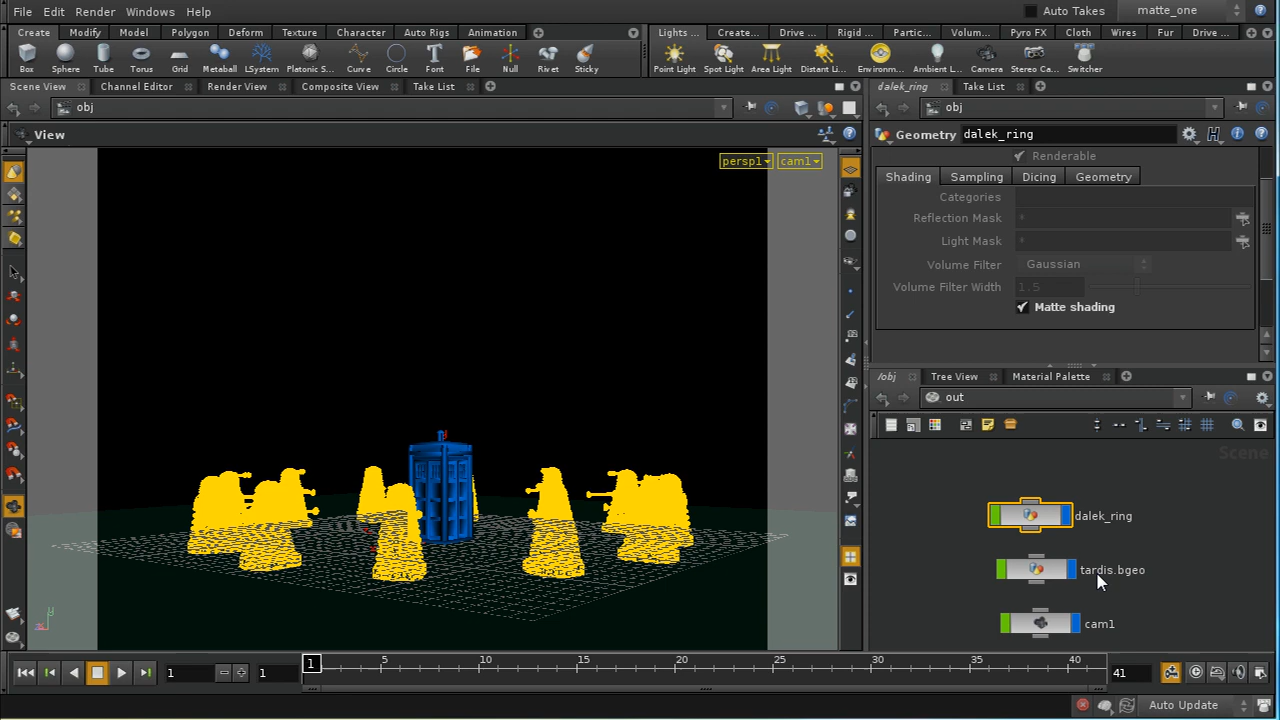 File Edit Render Windows Help Auto Takes matte_one
Create Modify Model Polygon Deform Texture Character Auto Rigs Animation Lights ... Create... Drive ... Rigid ... Partic... Volum... Pyro FX Cloth Wires Fur Drive ...
Box Sphere Tube Torus Grid Metaball LSystem Platonic S... Curve Circle Font File Null Rivet Sticky Point Light Spot Light Area Light Distant Li... Environm... Ambient L... Camera Stereo Ca... Switcher
Scene View Channel Editor Render View Composite View Take List dalek_ring Take List
obj obj
View Geometry dalek_ring
persp1 cam1 Renderable
Shading Sampling Dicing Geometry
Categories
Reflection Mask *
Light Mask *
Volume Filter Gaussian
Volume Filter Width 1.5
Matte shading
/obj Tree View Material Palette
out
Scene
dalek_ring
tardis.bgeo
cam1
y
1 1 1 5 10 15 20 25 30 35 40 41
Auto Update